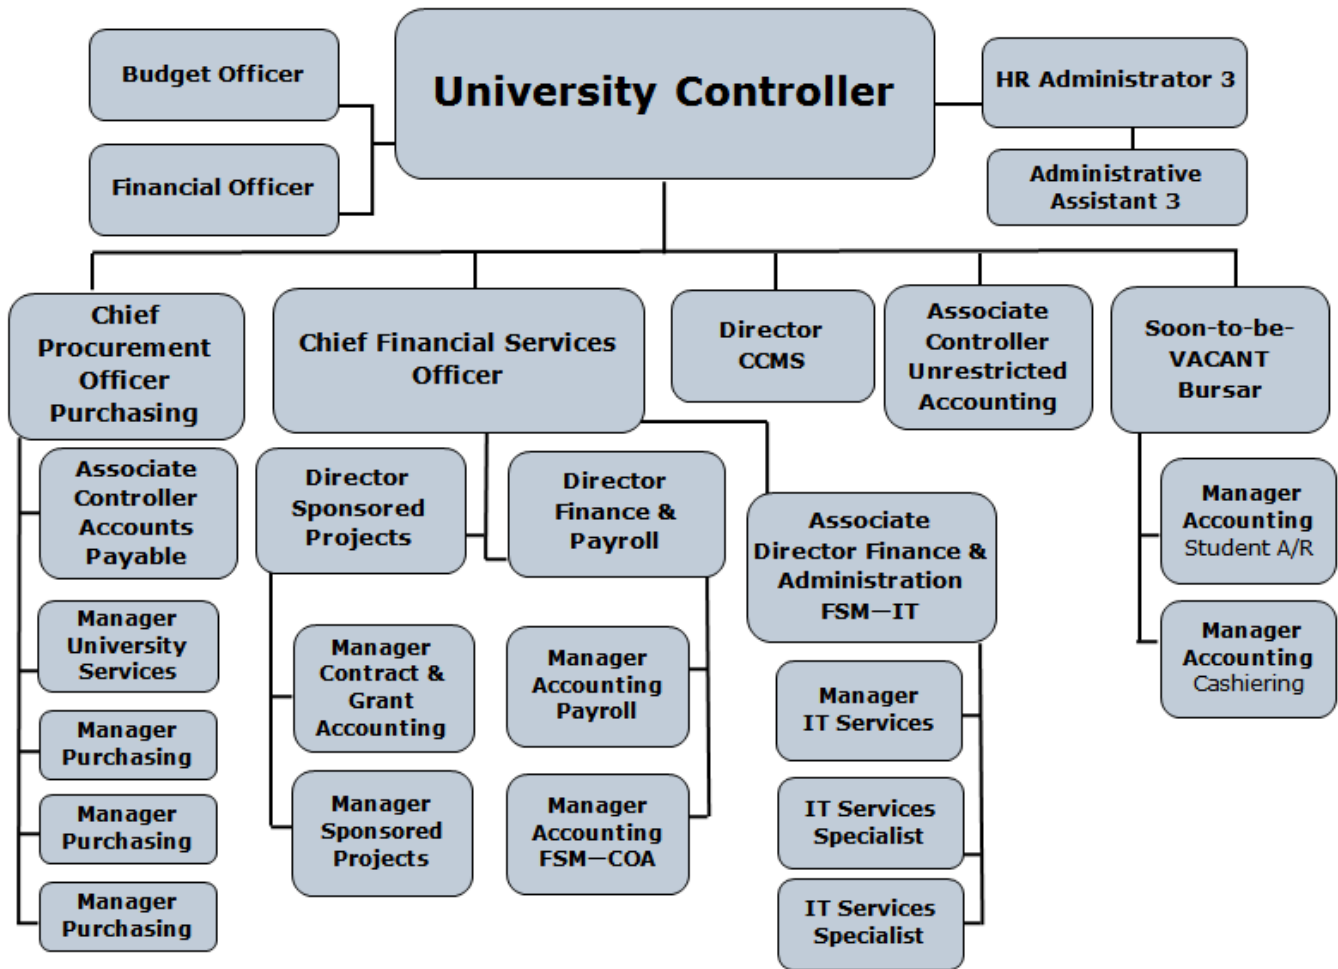 Budget Officer
University Controller
HR Administrator 3
Financial Officer
Administrative
Assistant 3
Chief
Procurement
Officer
Purchasing
Chief Financial Services
Officer
Director
CCMS
Associate
Controller
Unrestricted
Accounting
Soon-to-be-
VACANT
Bursar
Associate
Controller
Accounts
Payable
Manager
University
Services
Manager
Purchasing
Manager
Purchasing
Manager
Purchasing
Director
Sponsored
Projects
Manager
Contract &
Grant
Accounting
Manager
Sponsored
Projects
Director
Finance &
Payroll
Manager
Accounting
Payroll
Manager
Accounting
FSM—COA
Associate
Director Finance &
Administration
FSM—IT
Manager
IT Services
IT Services
Specialist
IT Services
Specialist
Manager
Accounting
Student A/R
Manager
Accounting
Cashiering